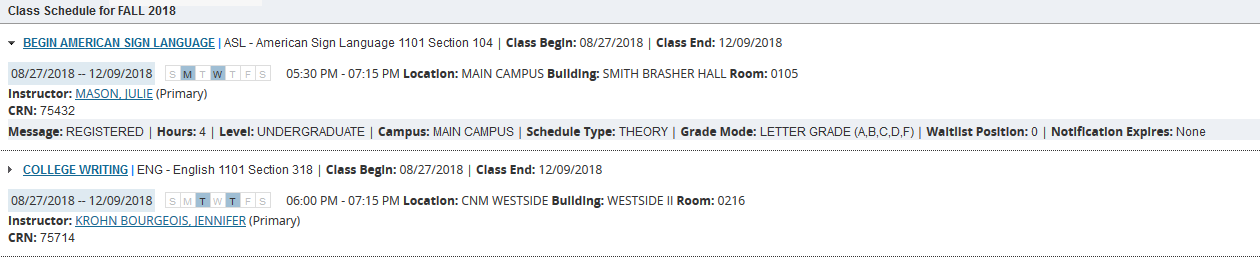 Class Schedule for FALL 2018
BEGIN AMERICAN SIGN LANGUAGE | ASL - American Sign Language 1101 Section 104 | Class Begin: 08/27/2018 | Class End: 12/09/2018
08/27/2018 -- 12/09/2018 S M T W T F S 05:30 PM - 07:15 PM Location: MAIN CAMPUS Building: SMITH BRASHER HALL Room: 0105
Instructor: MASON, JULIE (Primary)
CRN: 75432
Message: REGISTERED | Hours: 4 | Level: UNDERGRADUATE | Campus: MAIN CAMPUS | Schedule Type: THEORY | Grade Mode: LETTER GRADE (A,B,C,D,F) | Waitlist Position: 0 | Notification Expires: None
COLLEGE WRITING | ENG - English 1101 Section 318 | Class Begin: 08/27/2018 | Class End: 12/09/2018
08/27/2018 -- 12/09/2018 S M T W T F S 06:00 PM - 07:15 PM Location: CNM WESTSIDE Building: WESTSIDE II Room: 0216
Instructor: KROHN BOURGEOIS, JENNIFER (Primary)
CRN: 75714